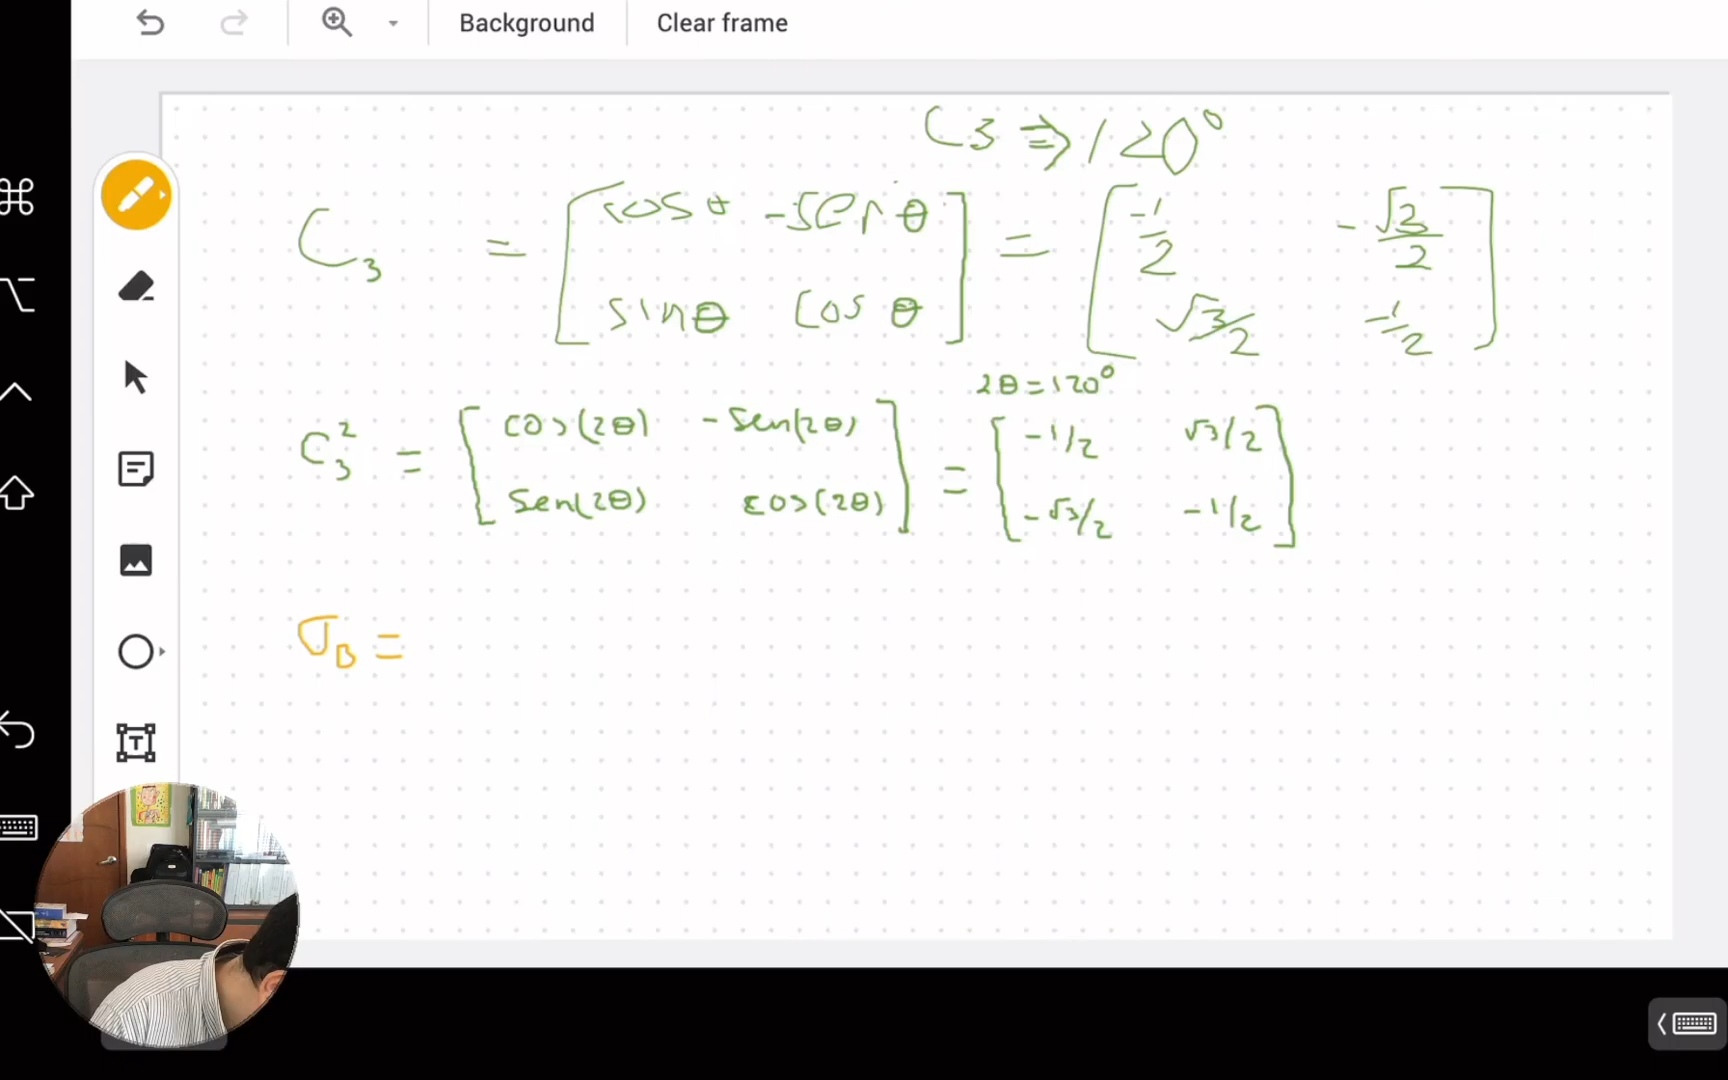 Background Clear frame
C3 ⇒ 120°
C₃ = [cos θ -sen θ; sin θ cos θ] = [-1/2 -√3/2; √3/2 -1/2]
2θ = 120°
C₃² = [cos(2θ) -sen(2θ); sen(2θ) cos(2θ)] = [-1/2 √3/2; -√3/2 -1/2]
σ_B =